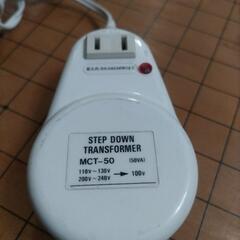 STEP DOWN
TRANSFORMER
MCT-50 (50VA)
110v~130v
200v~240v → 100v